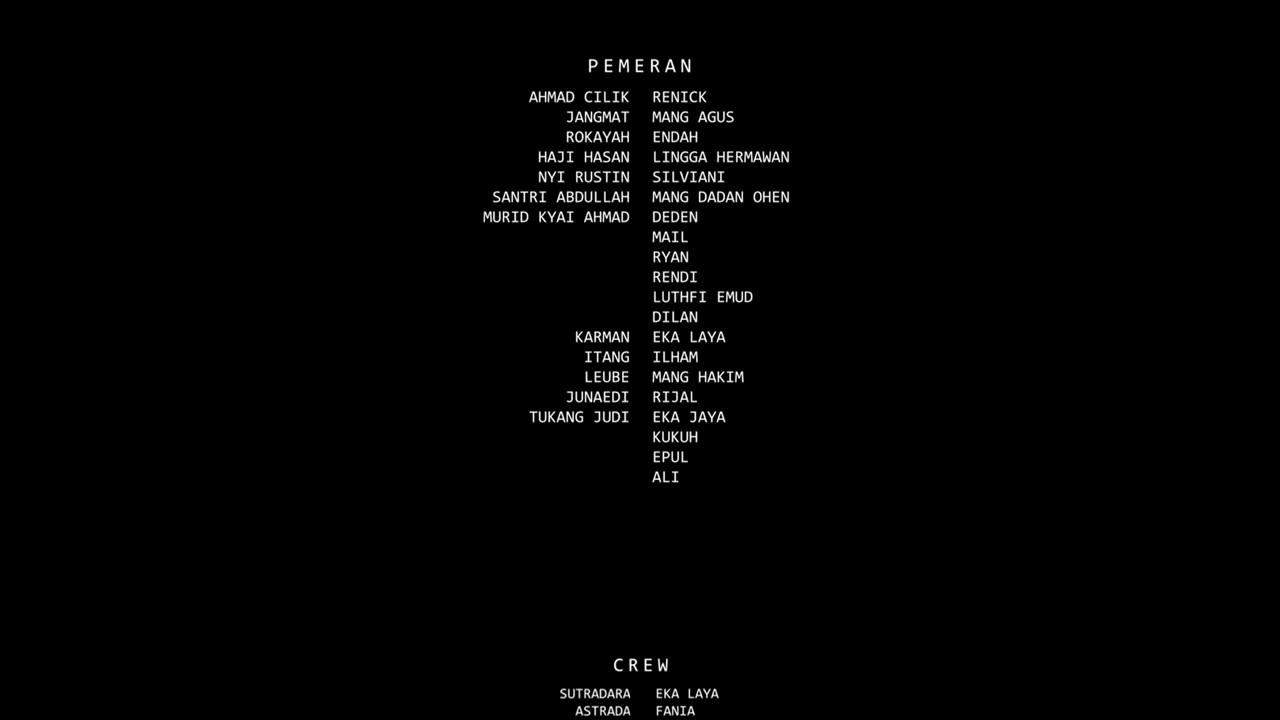 PEMERAN
AHMAD CILIK RENICK
JANGMAT MANG AGUS
ROKAYAH ENDAH
HAJI HASAN LINGGA HERMAWAN
NYI RUSTIN SILVIANI
SANTRI ABDULLAH MANG DADAN OHEN
MURID KYAI AHMAD DEDEN
MAIL
RYAN
RENDI
LUTHFI EMUD
DILAN
KARMAN EKA LAYA
ITANG ILHAM
LEUBE MANG HAKIM
JUNAEDI RIJAL
TUKANG JUDI EKA JAYA
KUKUH
EPUL
ALI
CREW
SUTRADARA EKA LAYA
ASTRADA FANIA